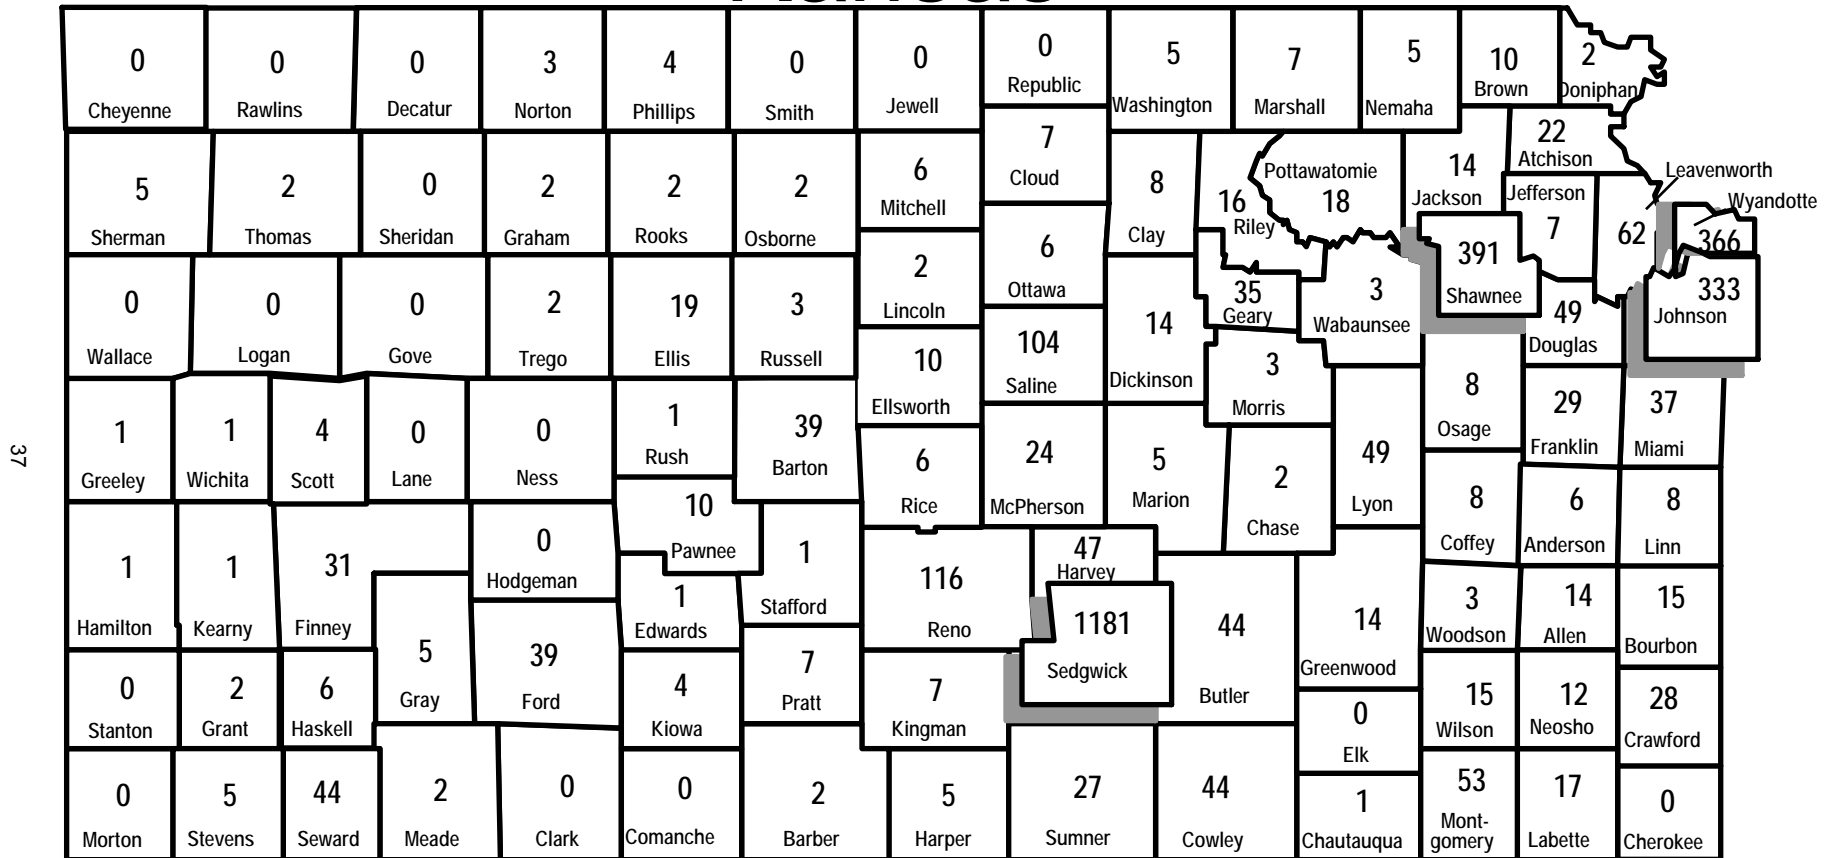 0 0 0 3 4 0 0 0 5 7 5 10 2
Cheyenne Rawlins Decatur Norton Phillips Smith Jewell Republic Washington Marshall Nemaha Brown Doniphan
5 2 0 2 2 2 6 7 8 16 18 14 22
Sherman Thomas Sheridan Graham Rooks Osborne Mitchell Cloud Clay Riley Pottawatomie Jackson Atchison
Jefferson
7
Leavenworth
62
Wyandotte
366
391
Shawnee
333
Johnson
0 0 0 2 19 3 2 6 14 35 3 49
Wallace Logan Gove Trego Ellis Russell Lincoln Ottawa Dickinson Geary Wabaunsee Douglas
10 104 3 8 29 37
Ellsworth Saline Morris Osage Franklin Miami
37
1 1 4 0 0 1 39 6 24 5 2 49
Greeley Wichita Scott Lane Ness Rush Barton Rice McPherson Marion Chase Lyon
8 6 8
Coffey Anderson Linn
10
Pawnee
1 1 31 0 1 1 116 47
Hamilton Kearny Finney Hodgeman Edwards Stafford Reno Harvey
1181
Sedgwick
44 14 3 14 15
Butler Greenwood Woodson Allen Bourbon
0 2 6 5 39 4 7 7
Stanton Grant Haskell Gray Ford Kiowa Pratt Kingman
0 15 12 28
Elk Wilson Neosho Crawford
0 5 44 2 0 0 2 5 27 44 1 53 17 0
Morton Stevens Seward Meade Clark Comanche Barber Harper Sumner Cowley Chautauqua Mont-
gomery Labette Cherokee